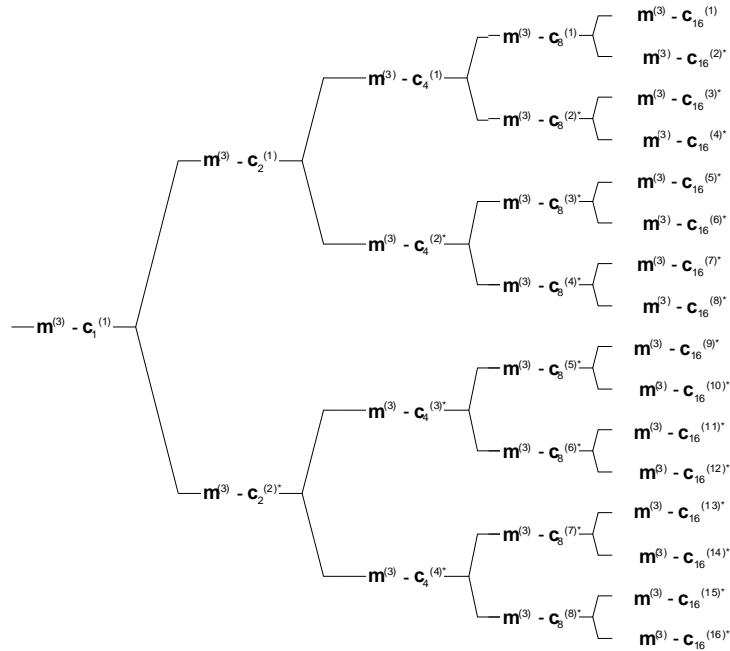 m(3) - c1(1)
m(3) - c2(1)
m(3) - c2(2)*
m(3) - c4(1)
m(3) - c4(2)*
m(3) - c4(3)*
m(3) - c4(4)*
m(3) - c8(1)
m(3) - c8(2)*
m(3) - c8(3)*
m(3) - c8(4)*
m(3) - c8(5)*
m(3) - c8(6)*
m(3) - c8(7)*
m(3) - c8(8)*
m(3) - c16(1)
m(3) - c16(2)*
m(3) - c16(3)*
m(3) - c16(4)*
m(3) - c16(5)*
m(3) - c16(6)*
m(3) - c16(7)*
m(3) - c16(8)*
m(3) - c16(9)*
m(3) - c16(10)*
m(3) - c16(11)*
m(3) - c16(12)*
m(3) - c16(13)*
m(3) - c16(14)*
m(3) - c16(15)*
m(3) - c16(16)*